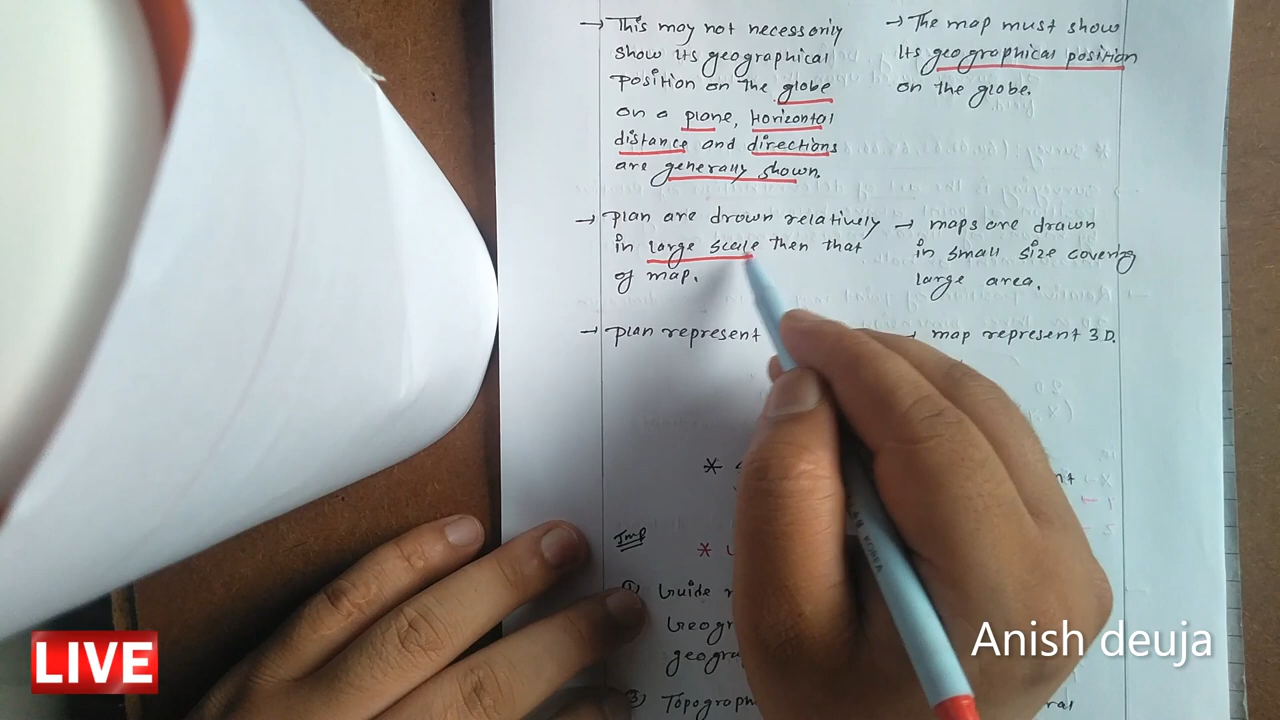 → This may not necessarily
show its geographical
position on the globe
on a plane, horizontal
distance and directions
are generally shown.
→ The map must show
its geographical position
on the globe.
→ plan are drawn relatively
in large scale then that
of map.
→ maps are drawn
in small size covering
large area.
→ plan represent
→ map represent 3D.
*
Imp
*
① Guide
③ Topograph
LIVE
Anish deuja